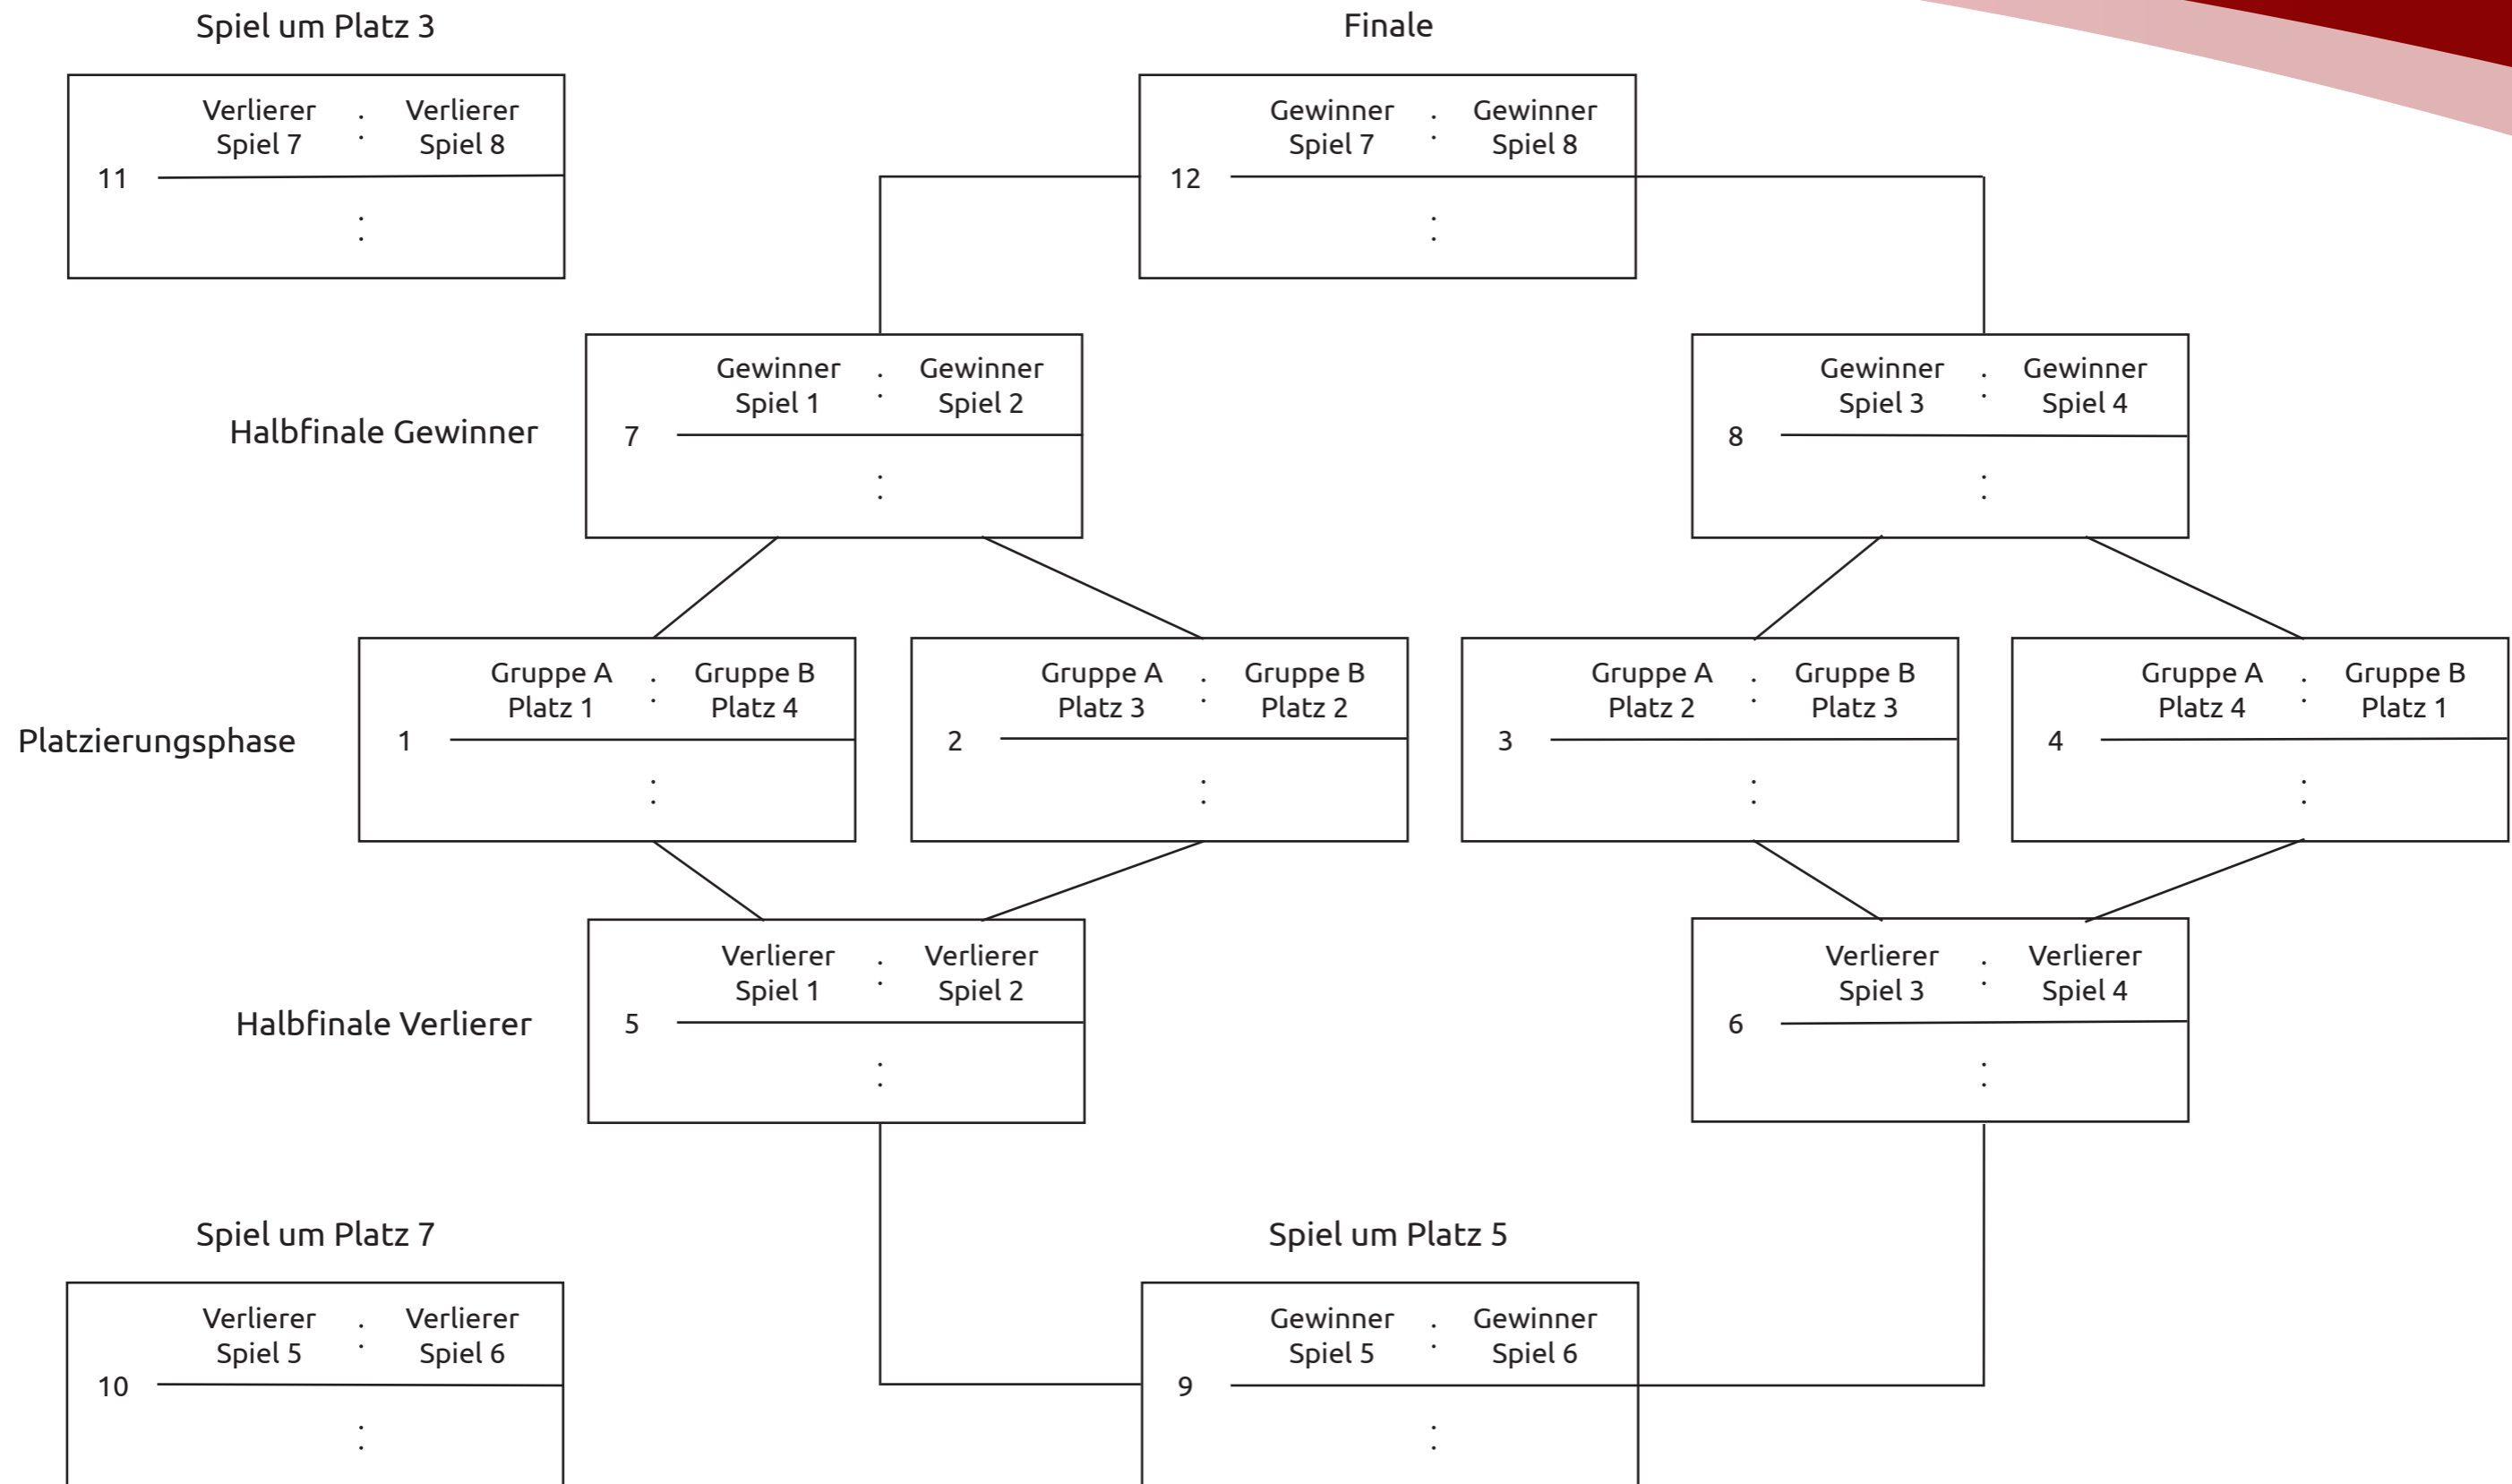 Spiel um Platz 3
Finale
Verlierer : Verlierer
Spiel 7 Spiel 8
11
:
Gewinner : Gewinner
Spiel 7 Spiel 8
12
:
Halbfinale Gewinner
Gewinner : Gewinner
Spiel 1 Spiel 2
7
:
Gewinner : Gewinner
Spiel 3 Spiel 4
8
:
Platzierungsphase
Gruppe A : Gruppe B
Platz 1 Platz 4
1
:
Gruppe A : Gruppe B
Platz 3 Platz 2
2
:
Gruppe A : Gruppe B
Platz 2 Platz 3
3
:
Gruppe A : Gruppe B
Platz 4 Platz 1
4
:
Halbfinale Verlierer
Verlierer : Verlierer
Spiel 1 Spiel 2
5
:
Verlierer : Verlierer
Spiel 3 Spiel 4
6
:
Spiel um Platz 7
Spiel um Platz 5
Verlierer : Verlierer
Spiel 5 Spiel 6
10
:
Gewinner : Gewinner
Spiel 5 Spiel 6
9
: